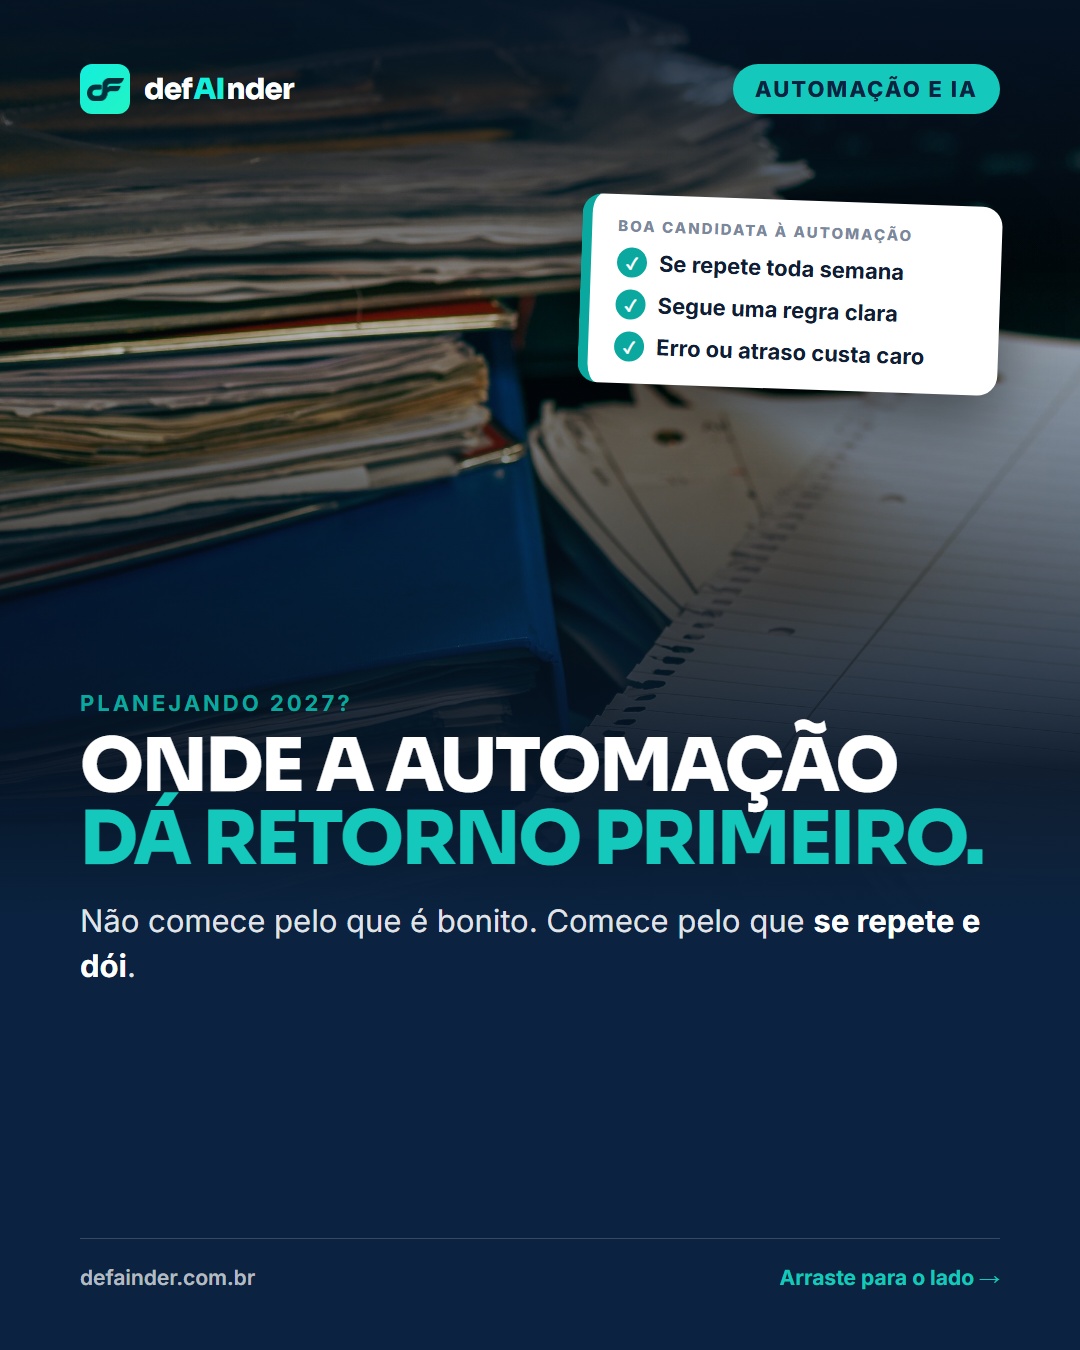 defAInder
AUTOMAÇÃO E IA
BOA CANDIDATA À AUTOMAÇÃO
Se repete toda semana
Segue uma regra clara
Erro ou atraso custa caro
PLANEJANDO 2027?
ONDE A AUTOMAÇÃO
DÁ RETORNO PRIMEIRO.
Não comece pelo que é bonito. Comece pelo que se repete e
dói.
defainder.com.br
Arraste para o lado →